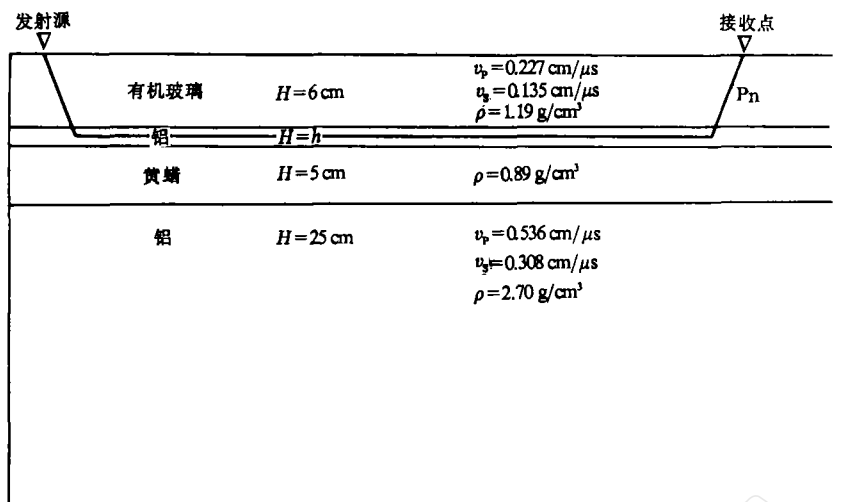 发射源 接收点
有机玻璃 H=6 cm v_P=0.227 cm/μs
v_S=0.135 cm/μs
ρ=1.19 g/cm³
Pn
铝 H=h
黄蜡 H=5 cm ρ=0.89 g/cm³
铝 H=25 cm v_P=0.536 cm/μs
v_S=0.308 cm/μs
ρ=2.70 g/cm³